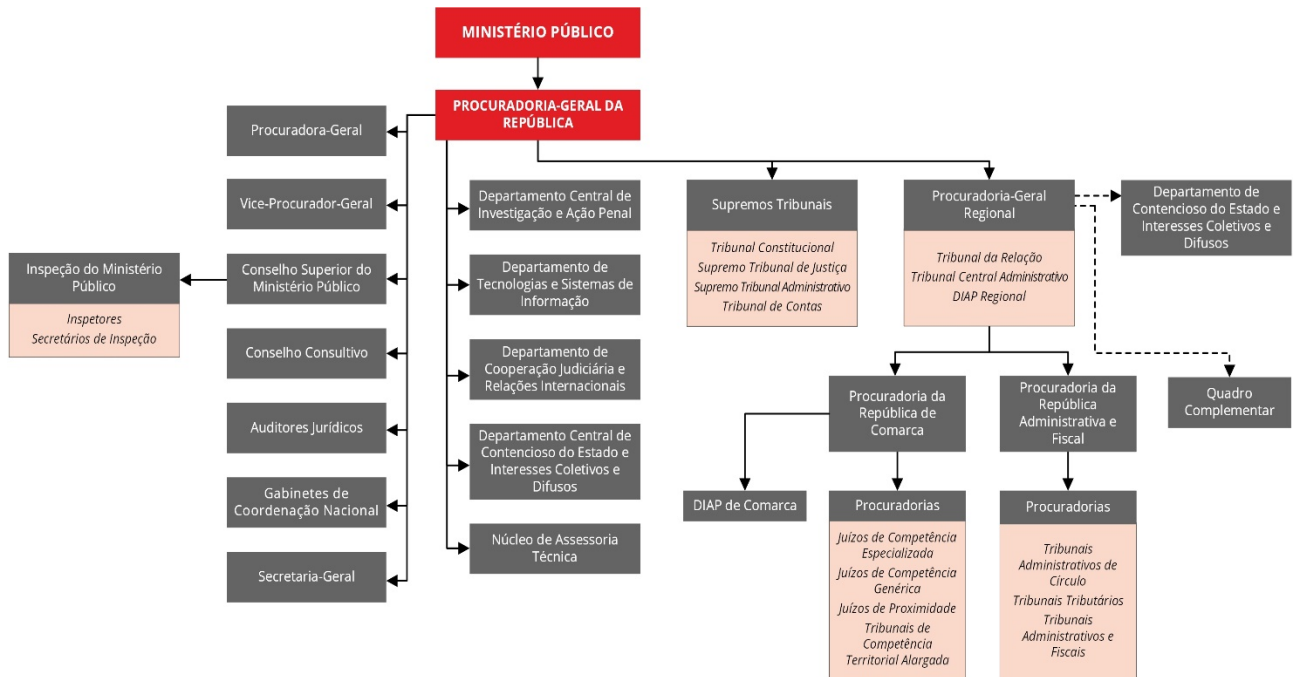 MINISTÉRIO PÚBLICO
PROCURADORIA-GERAL DA
REPÚBLICA
Procuradora-Geral
Vice-Procurador-Geral
Conselho Superior do
Ministério Público
Inspeção do Ministério
Público
Inspetores
Secretários de Inspeção
Conselho Consultivo
Auditores Jurídicos
Gabinetes de
Coordenação Nacional
Secretaria-Geral
Departamento Central de
Investigação e Ação Penal
Departamento de
Tecnologias e Sistemas de
Informação
Departamento de
Cooperação Judiciária e
Relações Internacionais
Departamento Central de
Contencioso do Estado e
Interesses Coletivos e
Difusos
Núcleo de Assessoria
Técnica
Supremos Tribunais
Tribunal Constitucional
Supremo Tribunal de Justiça
Supremo Tribunal Administrativo
Tribunal de Contas
Procuradoria-Geral
Regional
Tribunal da Relação
Tribunal Central Administrativo
DIAP Regional
Departamento de
Contencioso do Estado e
Interesses Coletivos e
Difusos
Quadro
Complementar
Procuradoria da
República de
Comarca
DIAP de Comarca
Procuradorias
Juízos de Competência
Especializada
Juízos de Competência
Genérica
Juízos de Proximidade
Tribunais de
Competência
Territorial Alargada
Procuradoria da
República
Administrativa e
Fiscal
Procuradorias
Tribunais
Administrativos de
Círculo
Tribunais Tributários
Tribunais
Administrativos e
Fiscais